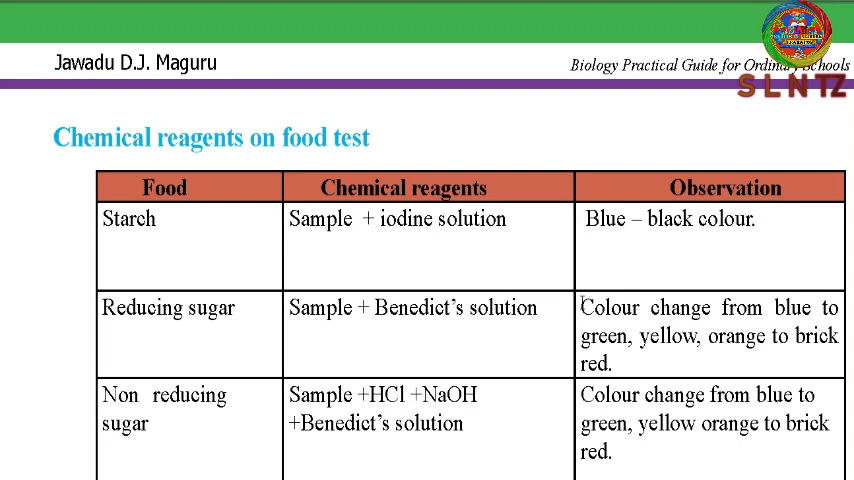 Jawadu D.J. Maguru
Biology Practical Guide for Ordinary Schools
SLNTZ
Chemical reagents on food test
Food Chemical reagents Observation
Starch Sample + iodine solution Blue – black colour.
Reducing sugar Sample + Benedict's solution Colour change from blue to
green, yellow, orange to brick
red.
Non reducing Sample +HCl +NaOH Colour change from blue to
sugar +Benedict's solution green, yellow orange to brick
red.